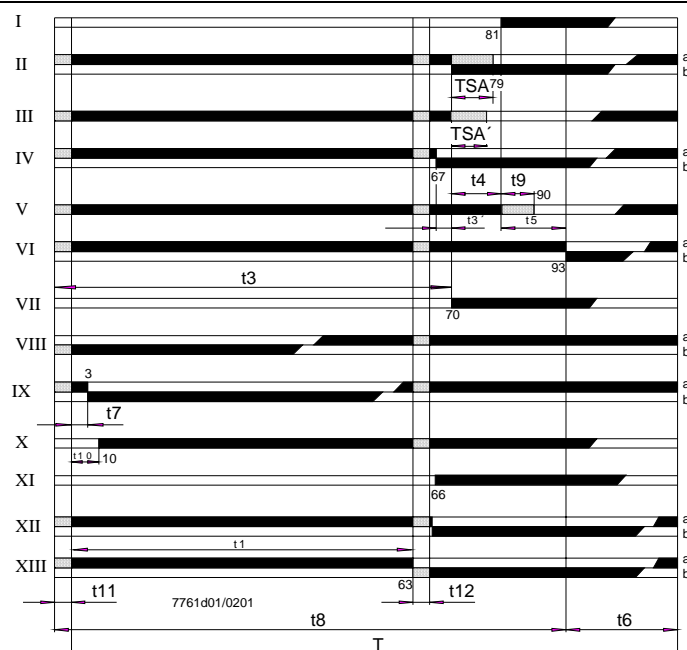 I
81
II
a
b
TSA 79
III
TSA´
IV
a
b
67
t4
t9
90
V
t3´
t5
VI
a
b
93
t3
VII
70
VIII
a
b
3
IX
a
b
t7
X
t10
10
XI
66
XII
a
b
t1
XIII
a
b
63
t11
7761d01/0201
t12
t8
t6
T